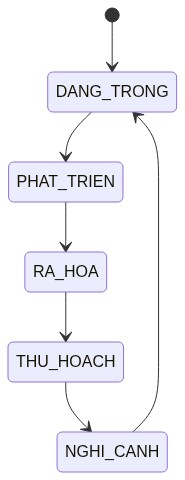 DANG_TRONG
PHAT_TRIEN
RA_HOA
THU_HOACH
NGHI_CANH